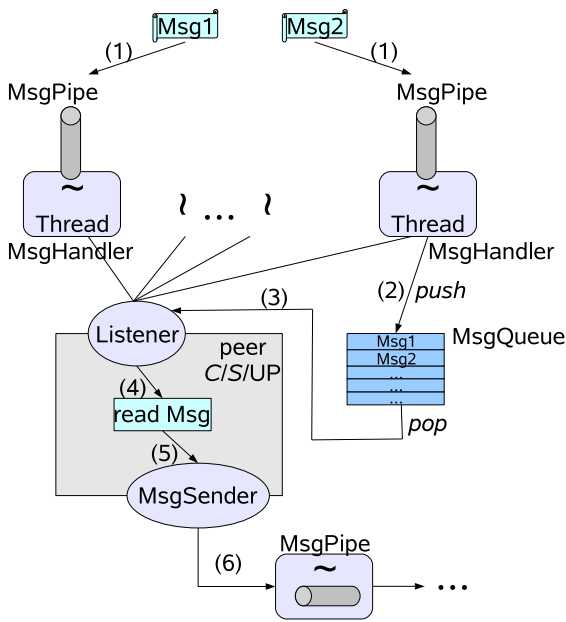 Msg1
Msg2
(1)
(1)
MsgPipe
MsgPipe
~
~
Thread
Thread
~ ... ~
MsgHandler
MsgHandler
(2) push
(3)
Listener
MsgQueue
Msg1
Msg2
...
...
...
peer
C/S/UP
(4)
read Msg
pop
(5)
MsgSender
(6)
MsgPipe
~
...